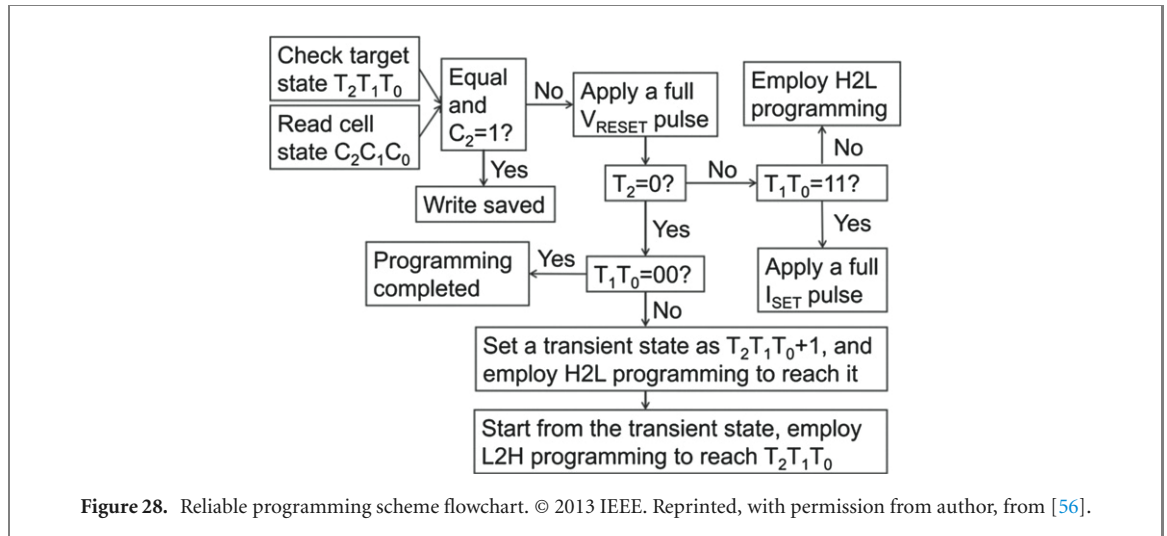 Check target
state T₂T₁T₀
Read cell
state C₂C₁C₀
Equal
and
C₂=1?
No
Apply a full
V_RESET pulse
Employ H2L
programming
No
Yes
Write saved
T₂=0?
No
T₁T₀=11?
Yes
Yes
Programming
completed
Yes
T₁T₀=00?
Apply a full
I_SET pulse
No
Set a transient state as T₂T₁T₀+1, and
employ H2L programming to reach it
Start from the transient state, employ
L2H programming to reach T₂T₁T₀
Figure 28. Reliable programming scheme flowchart. © 2013 IEEE. Reprinted, with permission from author, from [56].